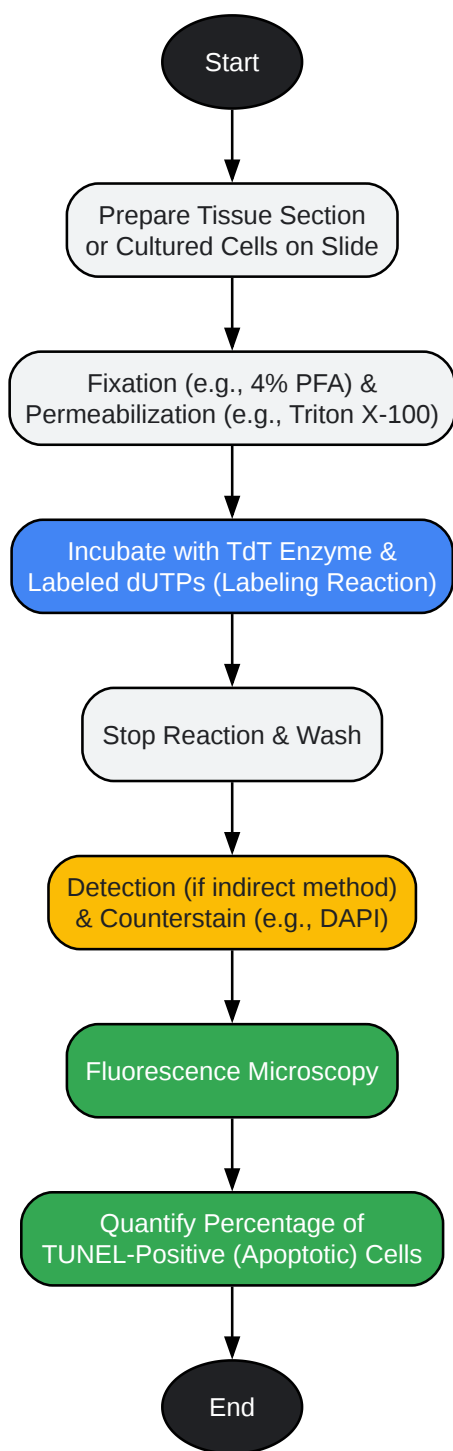 Start
Prepare Tissue Section
or Cultured Cells on Slide
Fixation (e.g., 4% PFA) &
Permeabilization (e.g., Triton X-100)
Incubate with TdT Enzyme &
Labeled dUTPs (Labeling Reaction)
Stop Reaction & Wash
Detection (if indirect method)
& Counterstain (e.g., DAPI)
Fluorescence Microscopy
Quantify Percentage of
TUNEL-Positive (Apoptotic) Cells
End